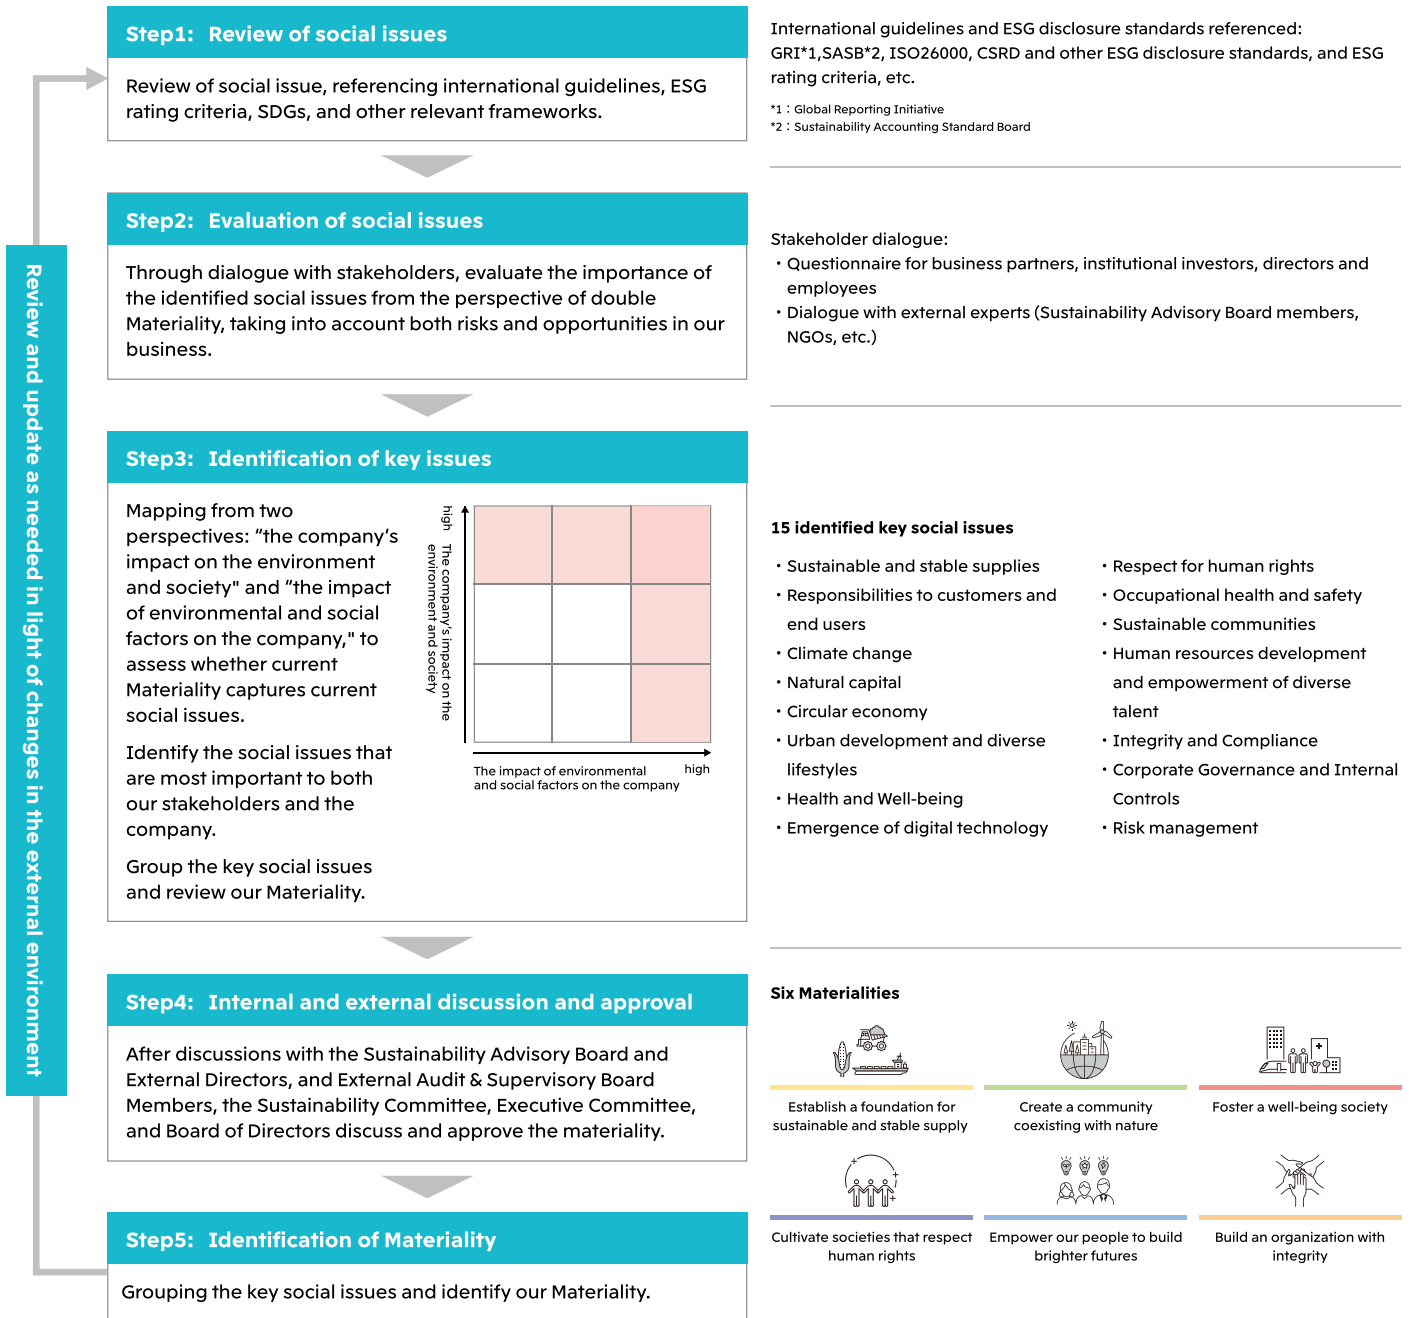 Step1: Review of social issues
Review of social issue, referencing international guidelines, ESG
rating criteria, SDGs, and other relevant frameworks.
International guidelines and ESG disclosure standards referenced:
GRI*1,SASB*2, ISO26000, CSRD and other ESG disclosure standards, and ESG
rating criteria, etc.
*1：Global Reporting Initiative
*2：Sustainability Accounting Standard Board
Step2: Evaluation of social issues
Through dialogue with stakeholders, evaluate the importance of
the identified social issues from the perspective of double
Materiality, taking into account both risks and opportunities in our
business.
Stakeholder dialogue:
・Questionnaire for business partners, institutional investors, directors and
employees
・Dialogue with external experts (Sustainability Advisory Board members,
NGOs, etc.)
Step3: Identification of key issues
Mapping from two
perspectives: “the company’s
impact on the environment
and society" and “the impact
of environmental and social
factors on the company," to
assess whether current
Materiality captures current
social issues.
Identify the social issues that
are most important to both
our stakeholders and the
company.
Group the key social issues
and review our Materiality.
high
The company’s impact on the
environment and society
The impact of environmental
and social factors on the company
high
15 identified key social issues
・Sustainable and stable supplies
・Responsibilities to customers and
end users
・Climate change
・Natural capital
・Circular economy
・Urban development and diverse
lifestyles
・Health and Well-being
・Emergence of digital technology
・Respect for human rights
・Occupational health and safety
・Sustainable communities
・Human resources development
and empowerment of diverse
talent
・Integrity and Compliance
・Corporate Governance and Internal
Controls
・Risk management
Step4: Internal and external discussion and approval
After discussions with the Sustainability Advisory Board and
External Directors, and External Audit & Supervisory Board
Members, the Sustainability Committee, Executive Committee,
and Board of Directors discuss and approve the materiality.
Six Materialities
Establish a foundation for
sustainable and stable supply
Create a community
coexisting with nature
Foster a well-being society
Cultivate societies that respect
human rights
Empower our people to build
brighter futures
Build an organization with
integrity
Step5: Identification of Materiality
Grouping the key social issues and identify our Materiality.
Review and update as needed in light of changes in the external environment